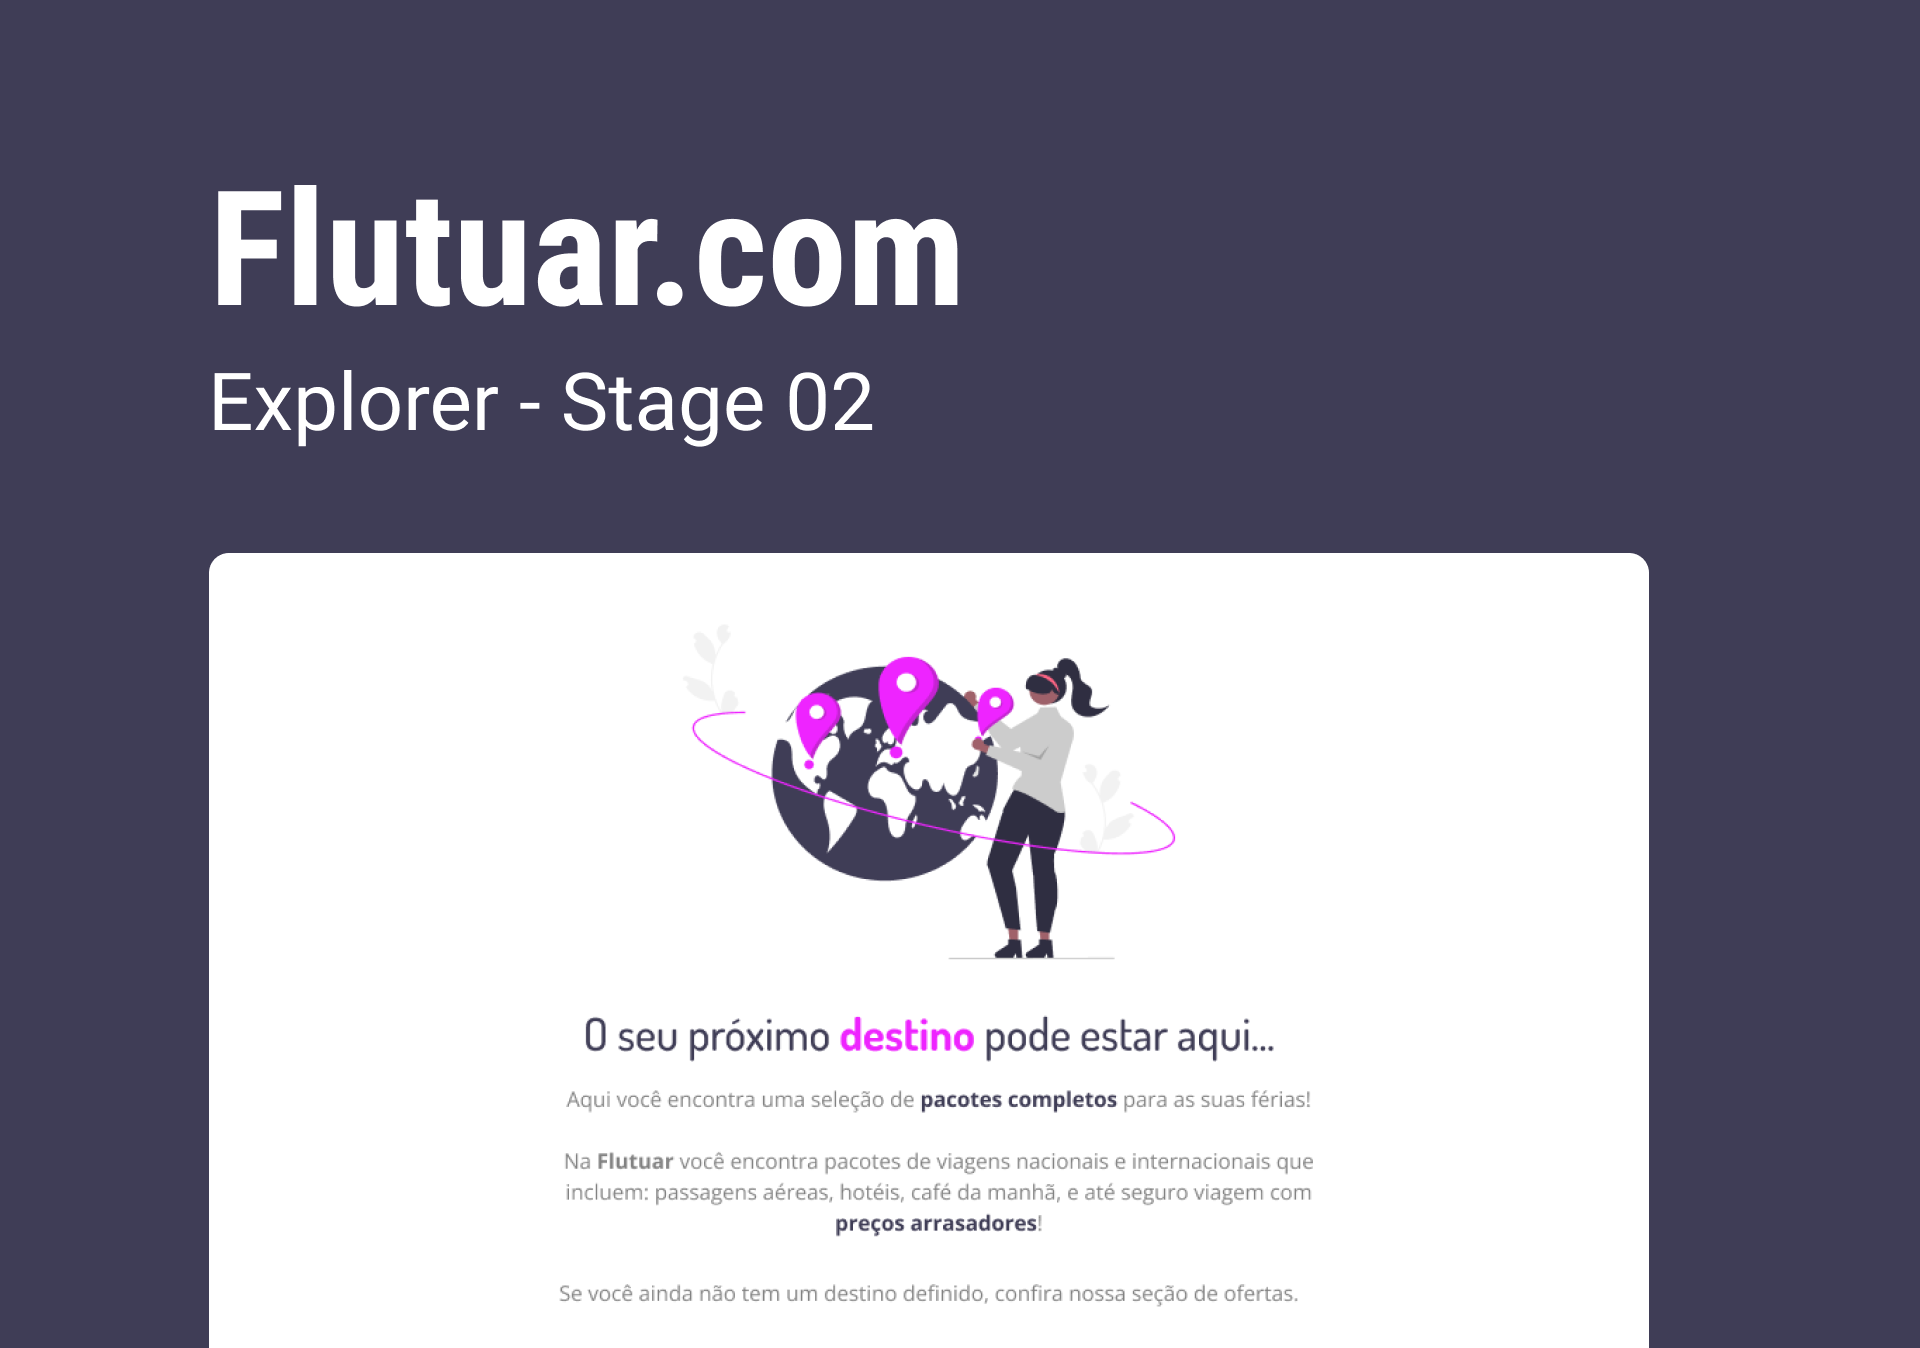 Flutuar.com
Explorer - Stage 02
O seu próximo destino pode estar aqui...
Aqui você encontra uma seleção de pacotes completos para as suas férias!
Na Flutuar você encontra pacotes de viagens nacionais e internacionais que
incluem: passagens aéreas, hotéis, café da manhã, e até seguro viagem com
preços arrasadores!
Se você ainda não tem um destino definido, confira nossa seção de ofertas.